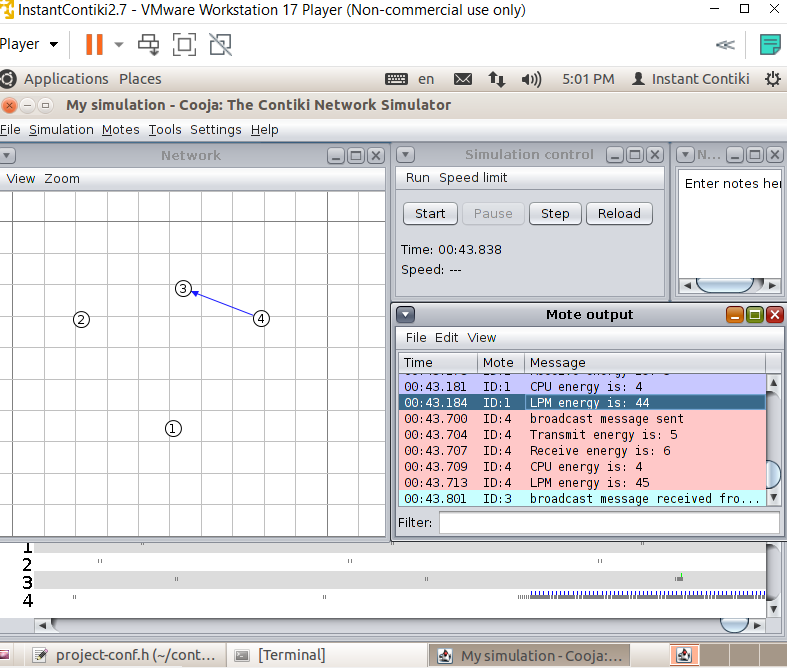 InstantContiki2.7 - VMware Workstation 17 Player (Non-commercial use only)
Player
Applications Places en 5:01 PM Instant Contiki
My simulation - Cooja: The Contiki Network Simulator
File Simulation Motes Tools Settings Help
Network
View Zoom
3
2
4
1
Simulation control
Run Speed limit
Start Pause Step Reload
Time: 00:43.838
Speed: ---
N...
Enter notes her
Mote output
File Edit View
Time Mote Message
00:43.181 ID:1 CPU energy is: 4
00:43.184 ID:1 LPM energy is: 44
00:43.700 ID:4 broadcast message sent
00:43.704 ID:4 Transmit energy is: 5
00:43.707 ID:4 Receive energy is: 6
00:43.709 ID:4 CPU energy is: 4
00:43.713 ID:4 LPM energy is: 45
00:43.801 ID:3 broadcast message received fro...
Filter:
1
2
3
4
project-conf.h (~/cont... [Terminal] My simulation - Cooja:...